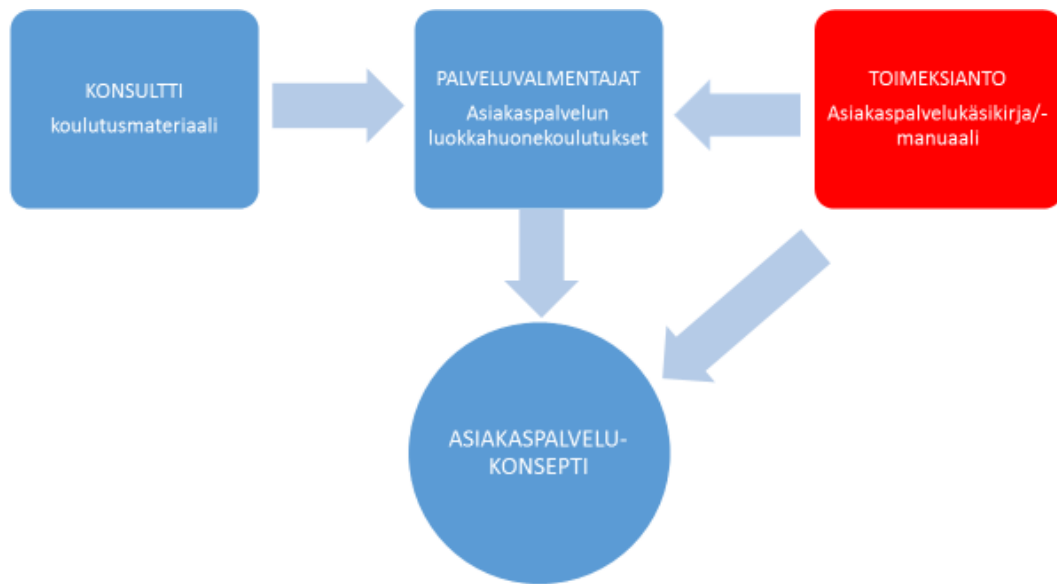 KONSULTTI
koulutusmateriaali
PALVELUVALMENTAJAT
Asiakaspalvelun
luokkahuonekoulutukset
TOIMEKSIANTO
Asiakaspalvelukäsikirja/-
manuaali
ASIAKASPALVELU-
KONSEPTI